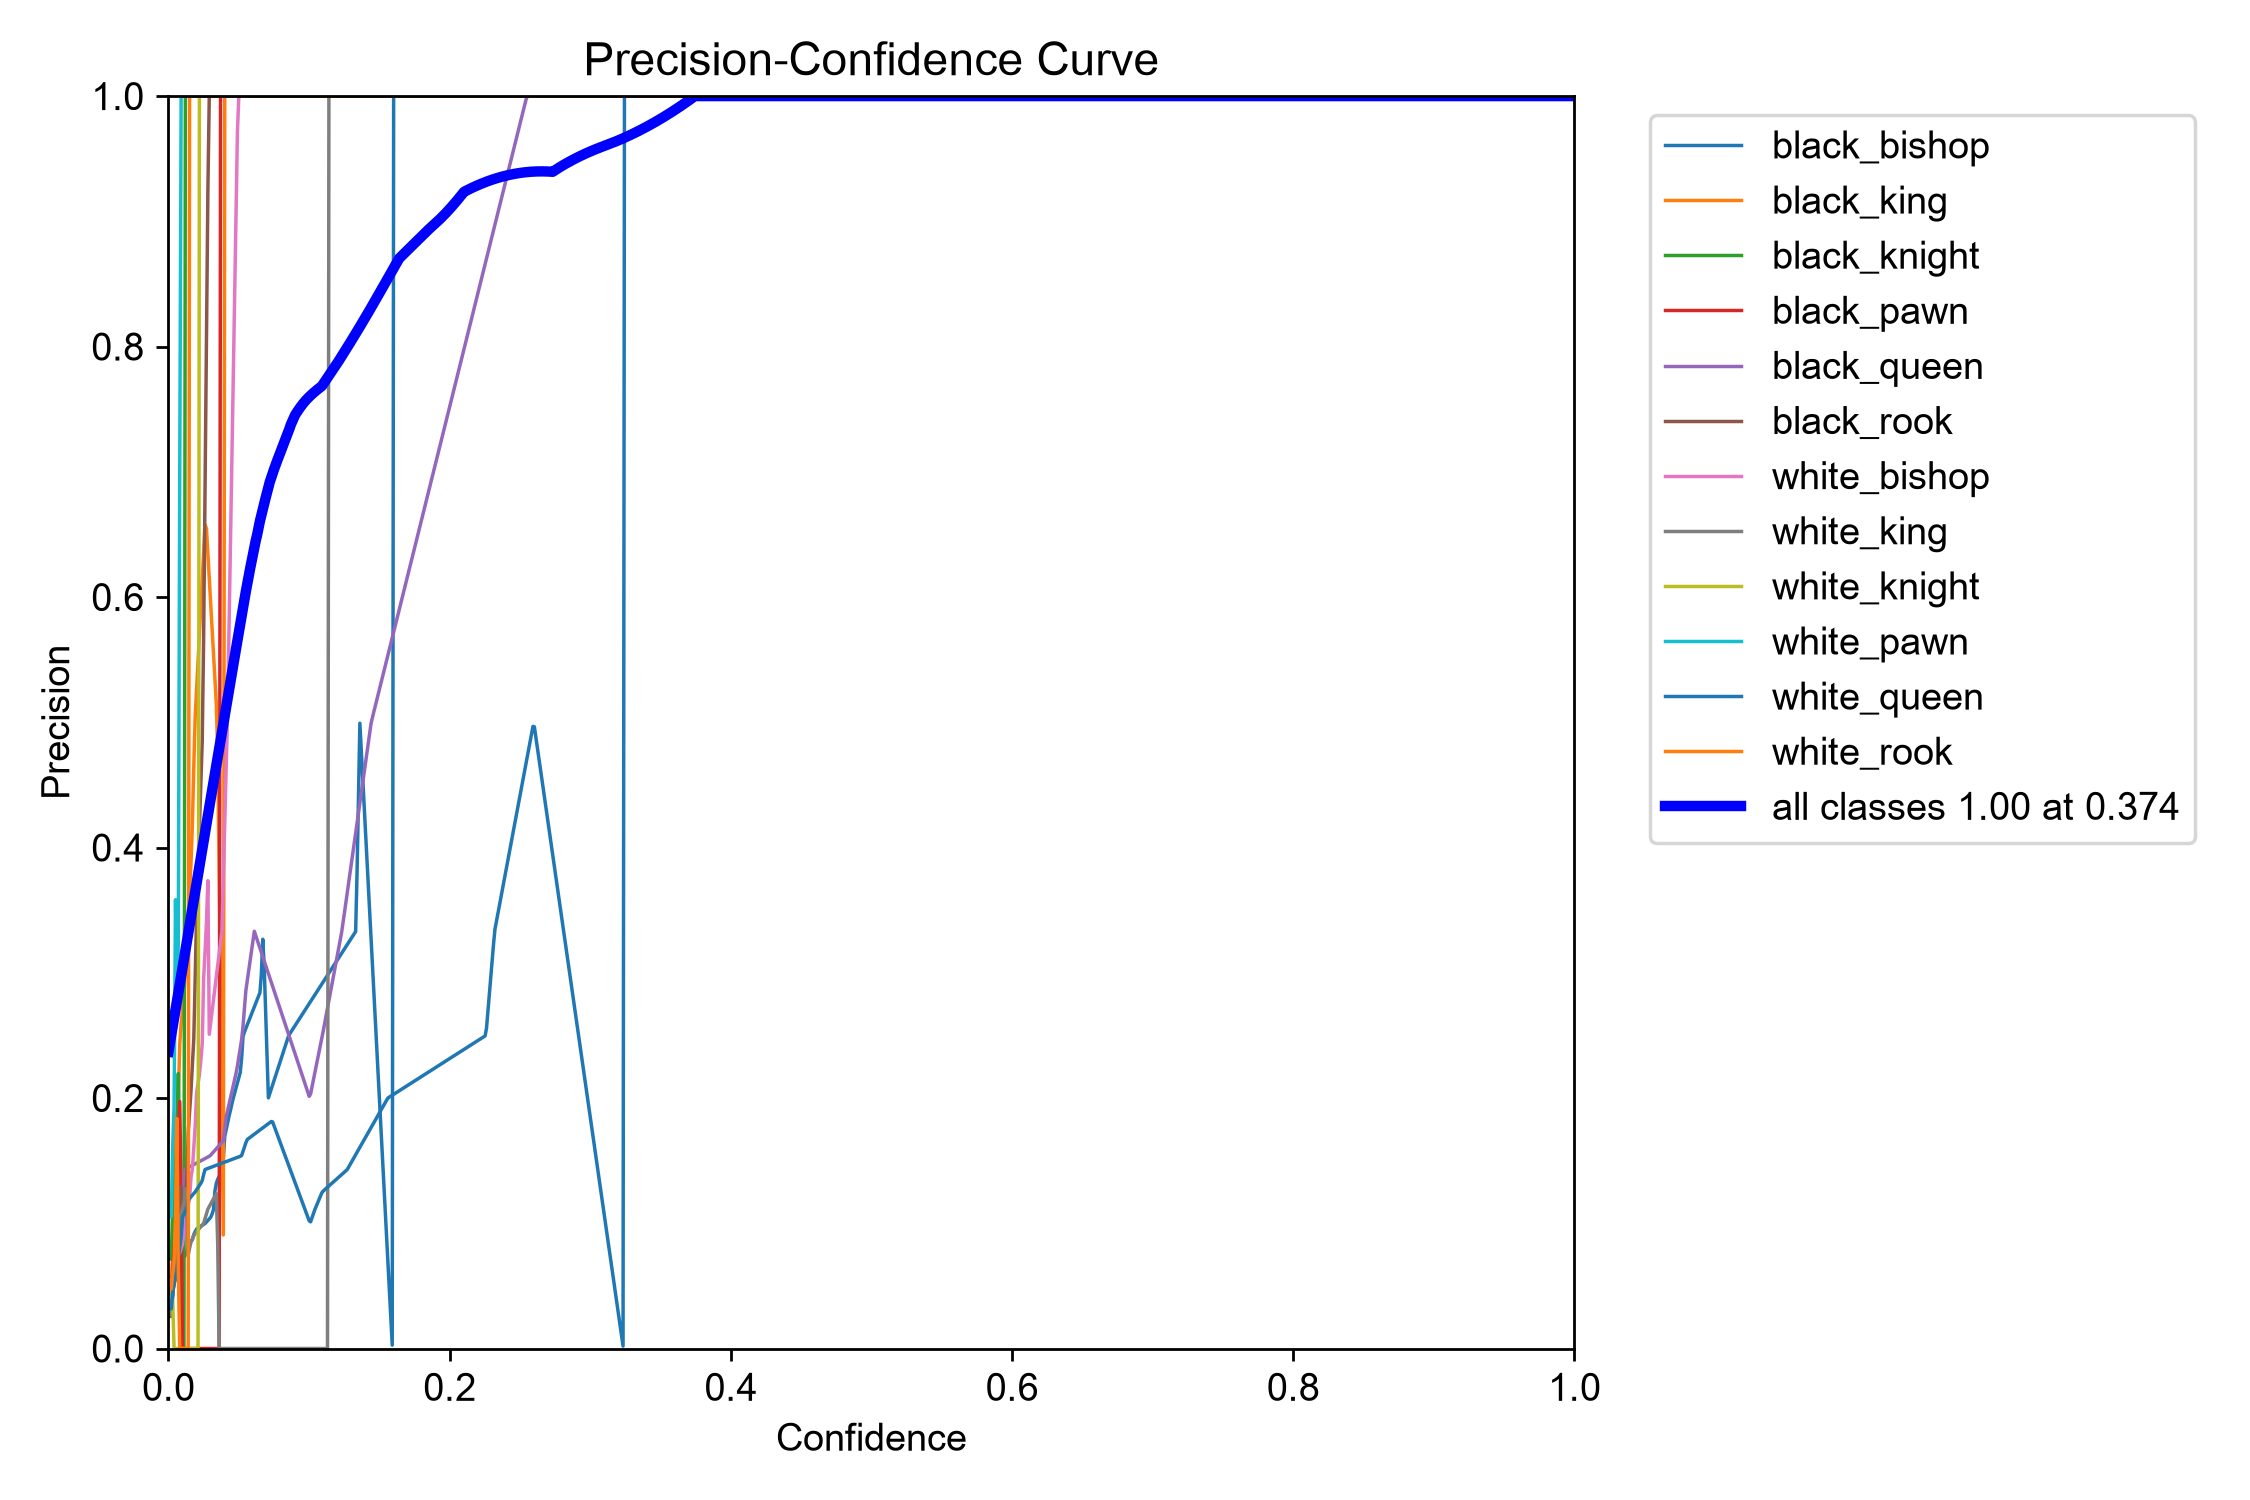 Precision-Confidence Curve
1.0
0.8
0.6
0.4
0.2
0.0
Precision
0.0 0.2 0.4 0.6 0.8 1.0
Confidence
black_bishop
black_king
black_knight
black_pawn
black_queen
black_rook
white_bishop
white_king
white_knight
white_pawn
white_queen
white_rook
all classes 1.00 at 0.374